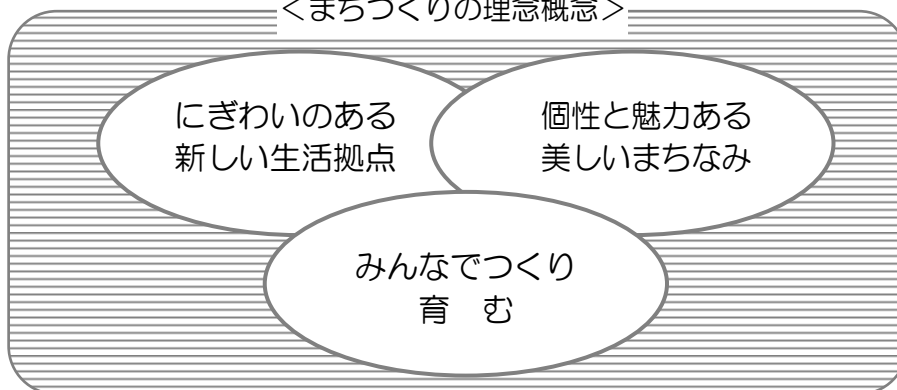 ＜まちづくりの理念概念＞
にぎわいのある
新しい生活拠点
個性と魅力ある
美しいまちなみ
みんなでつくり
育　む